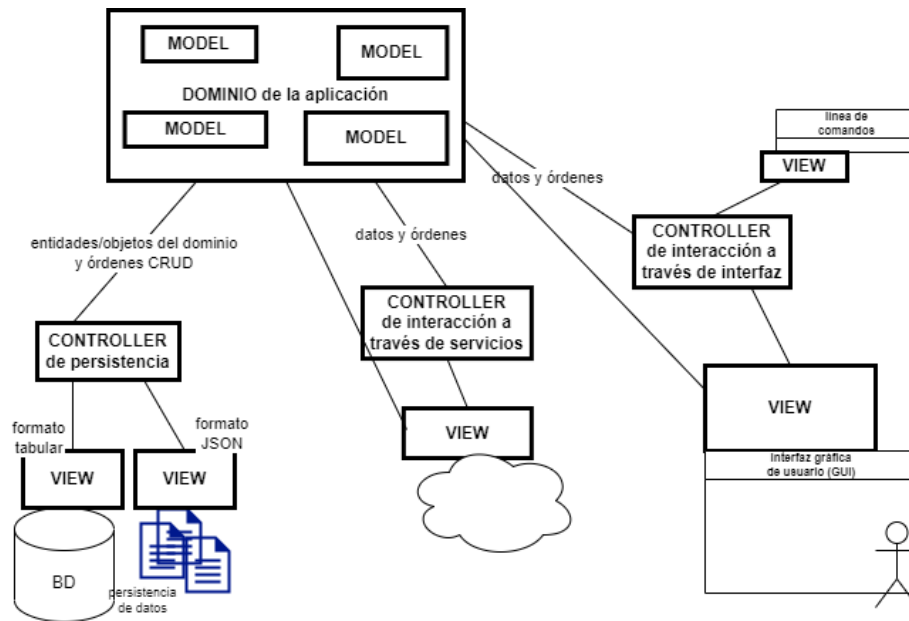 MODEL
MODEL
DOMINIO de la aplicación
MODEL
MODEL
línea de
comandos
VIEW
datos y órdenes
CONTROLLER
de interacción a
través de interfaz
entidades/objetos del dominio
y órdenes CRUD
datos y órdenes
CONTROLLER
de interacción a
través de servicios
CONTROLLER
de persistencia
VIEW
Interfaz gráfica
de usuario (GUI)
formato
tabular
formato
JSON
VIEW
VIEW
VIEW
BD
persistencia
de datos